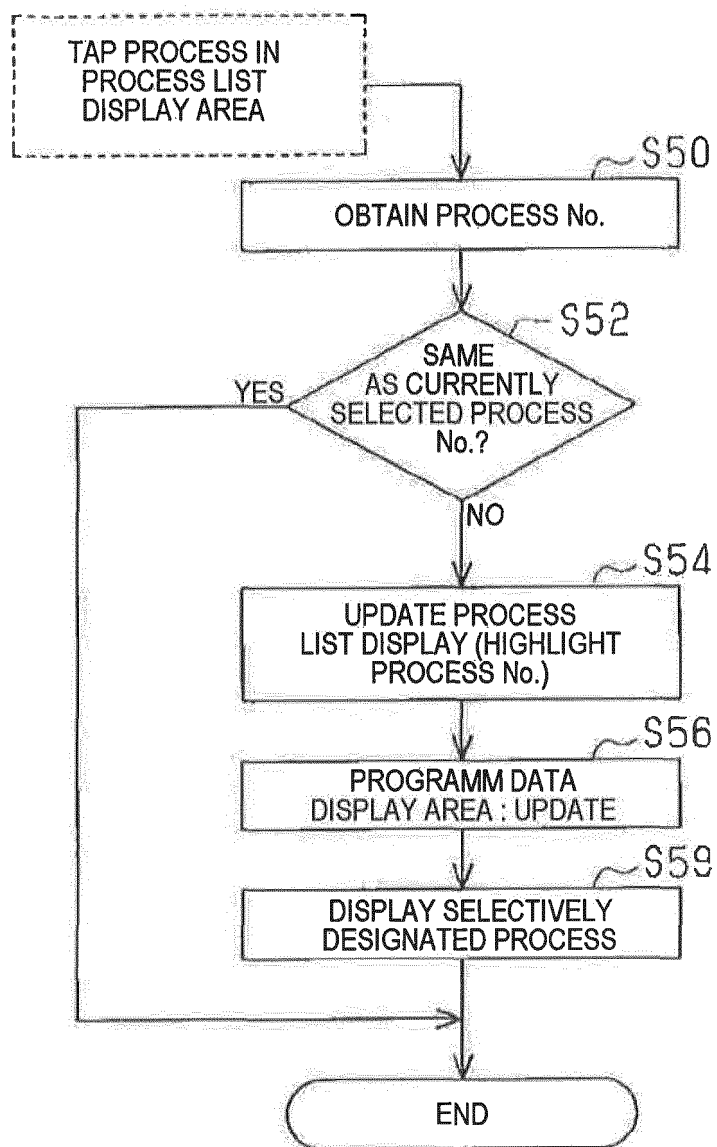 TAP PROCESS IN
PROCESS LIST
DISPLAY AREA
S50
OBTAIN PROCESS No.
S52
SAME
AS CURRENTLY
SELECTED PROCESS
No.?
YES
NO
S54
UPDATE PROCESS
LIST DISPLAY (HIGHLIGHT
PROCESS No.)
S56
PROGRAMM DATA
DISPLAY AREA : UPDATE
S59
DISPLAY SELECTIVELY
DESIGNATED PROCESS
END